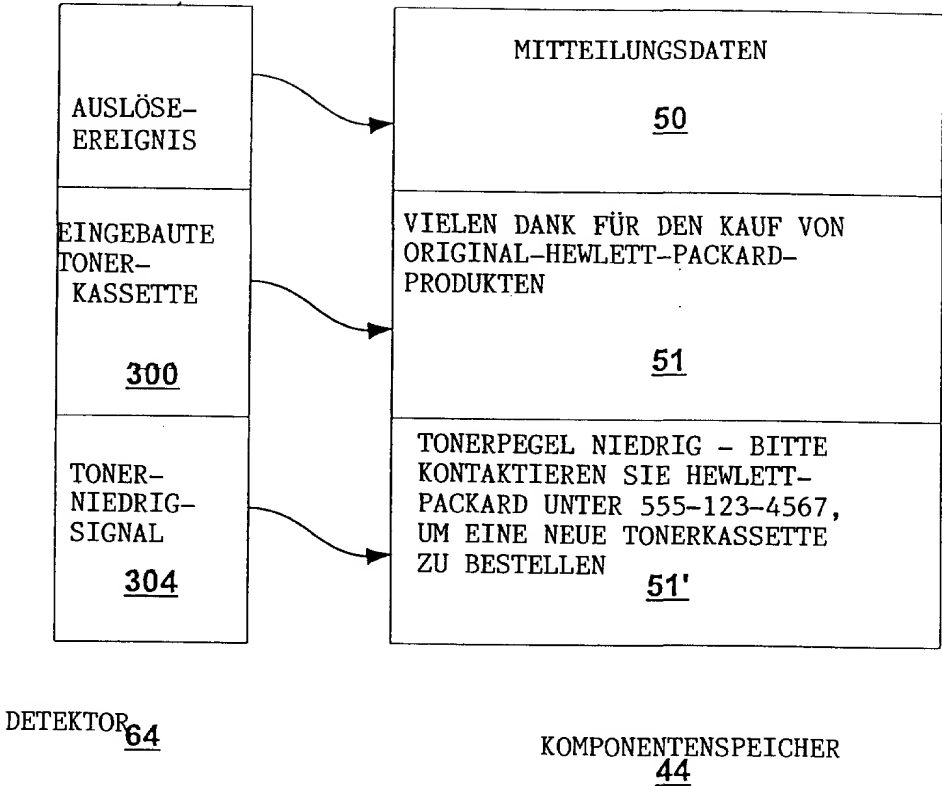 AUSLÖSE-
EREIGNIS
MITTEILUNGSDATEN
50
EINGEBAUTE
TONER-
KASSETTE
300
VIELEN DANK FÜR DEN KAUF VON
ORIGINAL-HEWLETT-PACKARD-
PRODUKTEN
51
TONER-
NIEDRIG-
SIGNAL
304
TONERPEGEL NIEDRIG - BITTE
KONTAKTIEREN SIE HEWLETT-
PACKARD UNTER 555-123-4567,
UM EINE NEUE TONERKASSETTE
ZU BESTELLEN
51'
DETEKTOR 64
KOMPONENTENSPEICHER
44